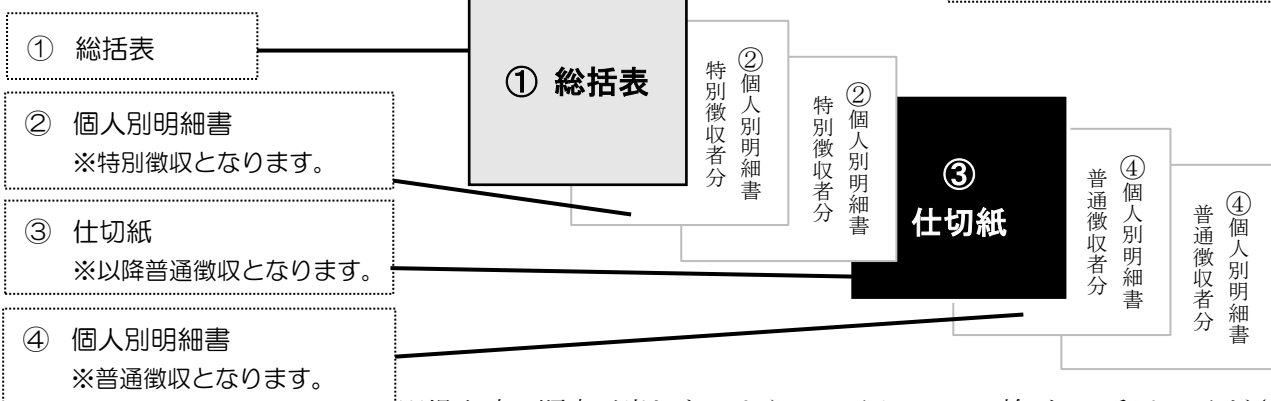 ① 総括表
② 個人別明細書
※特別徴収となります。
③ 仕切紙
※以降普通徴収となります。
④ 個人別明細書
※普通徴収となります。
① 総括表
②個人別明細書
特別徴収者分
②個人別明細書
特別徴収者分
③
仕切紙
④個人別明細書
普通徴収者分
④個人別明細書
普通徴収者分